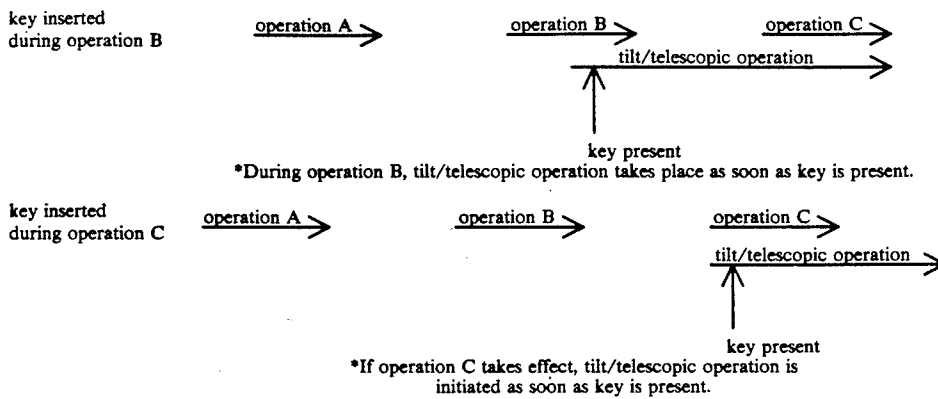 key inserted
during operation B
operation A
operation B
operation C
tilt/telescopic operation
key present
*During operation B, tilt/telescopic operation takes place as soon as key is present.
key inserted
during operation C
operation A
operation B
operation C
tilt/telescopic operation
key present
*If operation C takes effect, tilt/telescopic operation is
initiated as soon as key is present.